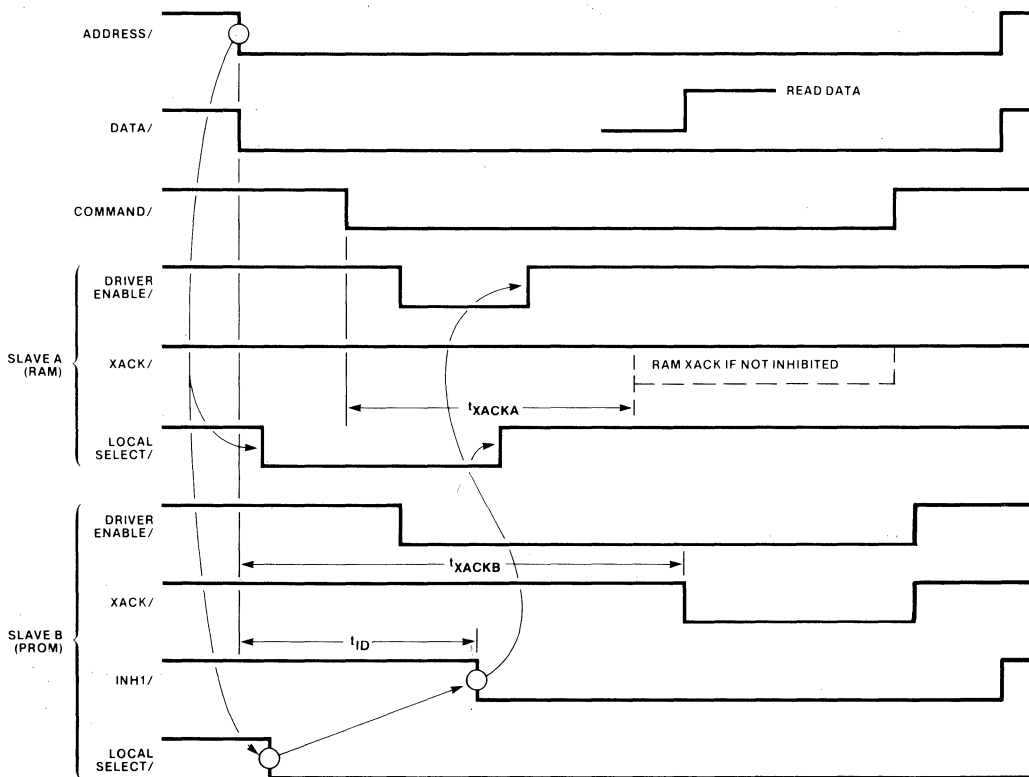 ADDRESS/
READ DATA
DATA/
COMMAND/
DRIVER
ENABLE/
SLAVE A
(RAM)
XACK/
RAM XACK IF NOT INHIBITED
tXACKA
LOCAL
SELECT/
DRIVER
ENABLE/
tXACKB
XACK/
SLAVE B
(PROM)
tID
INH1/
LOCAL
SELECT/